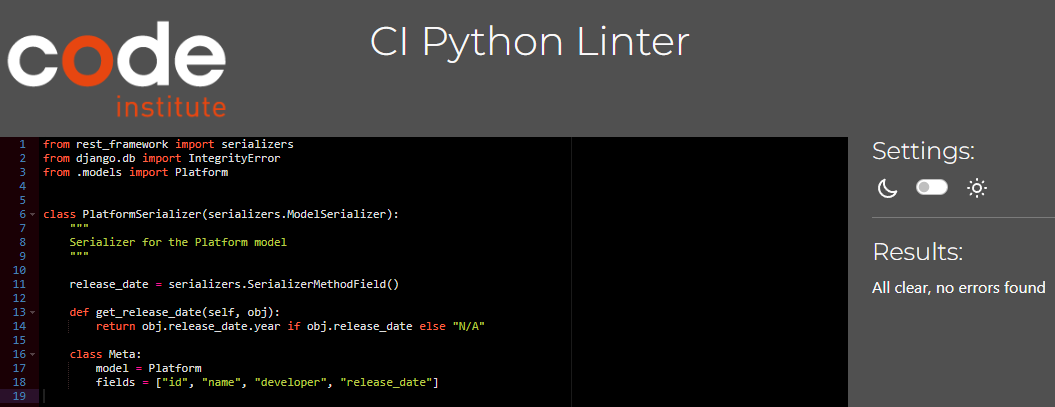 code
institute
CI Python Linter
1 from rest_framework import serializers
2 from django.db import IntegrityError
3 from .models import Platform
4
5
6 class PlatformSerializer(serializers.ModelSerializer):
7     """
8     Serializer for the Platform model
9     """
10
11     release_date = serializers.SerializerMethodField()
12
13     def get_release_date(self, obj):
14         return obj.release_date.year if obj.release_date else "N/A"
15
16     class Meta:
17         model = Platform
18         fields = ["id", "name", "developer", "release_date"]
19
Settings:
Results:
All clear, no errors found